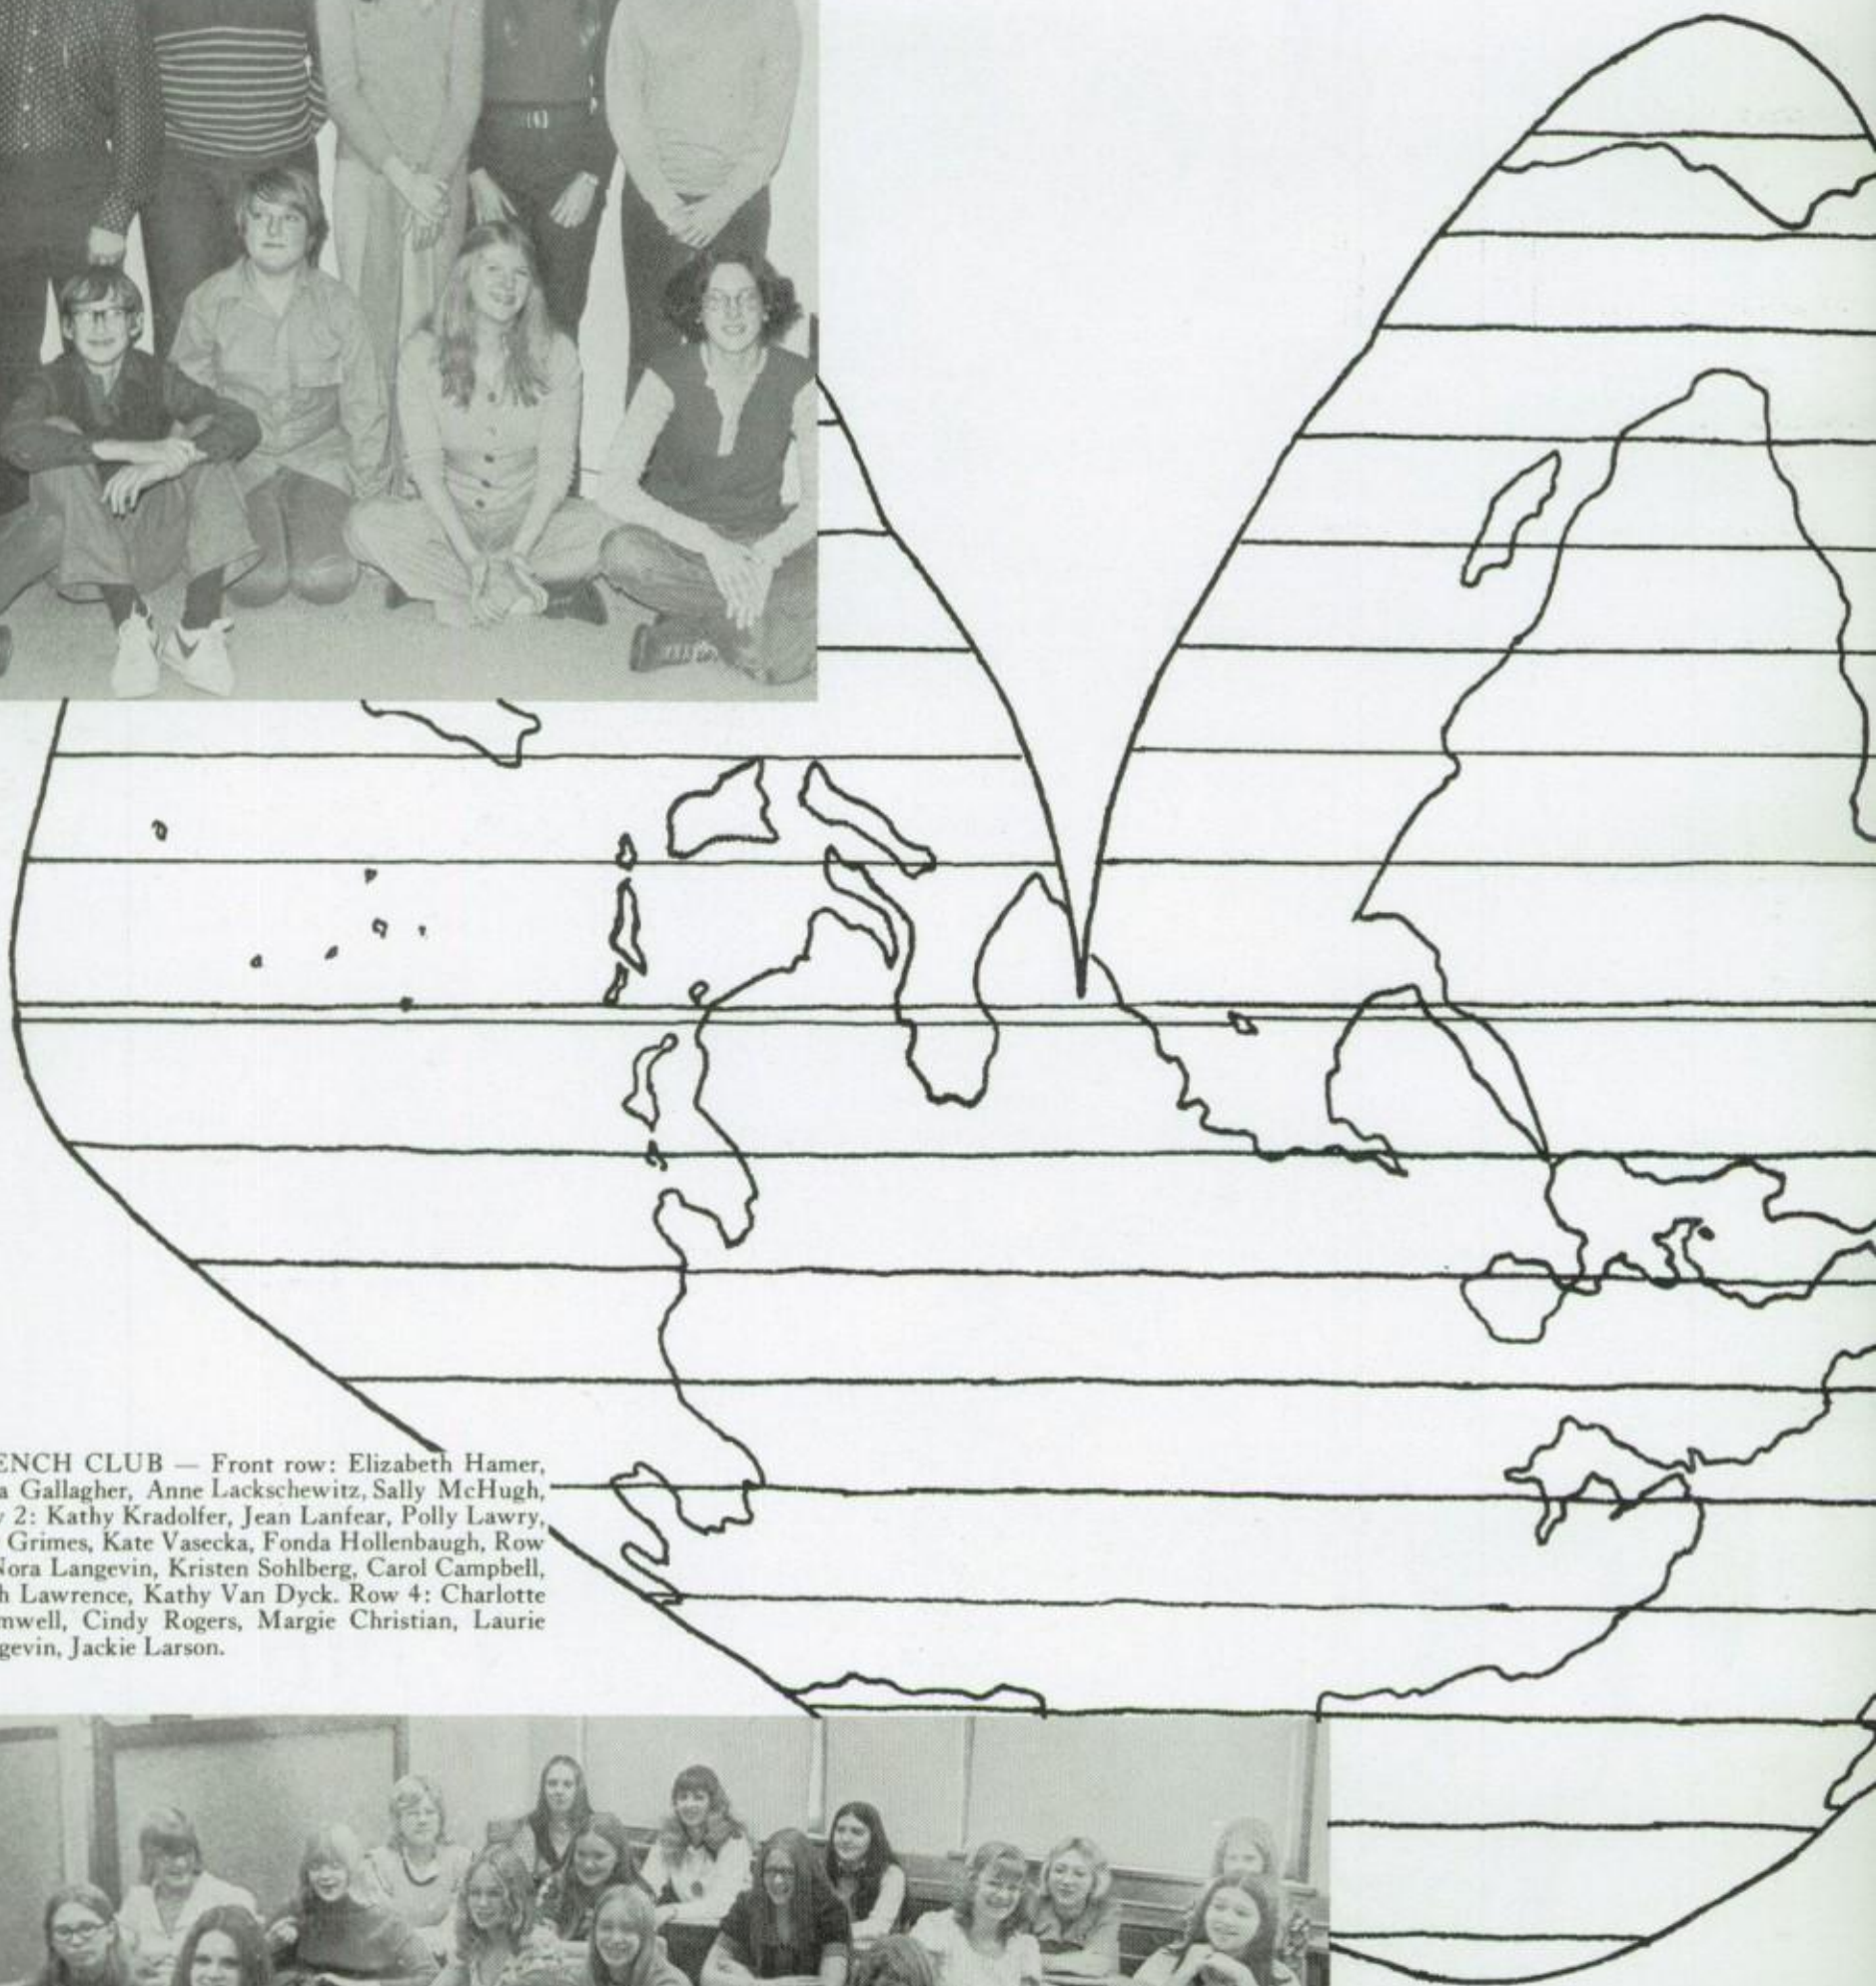 ENCH CLUB — Front row: Elizabeth Hamer,
a Gallagher, Anne Lackschewitz, Sally McHugh,
2: Kathy Kradolfer, Jean Lanfear, Polly Lawry,
Grimes, Kate Vasecka, Fonda Hollenbaugh, Row
Nora Langevin, Kristen Sohlberg, Carol Campbell,
h Lawrence, Kathy Van Dyck. Row 4: Charlotte
mwell, Cindy Rogers, Margie Christian, Laurie
gevin, Jackie Larson.